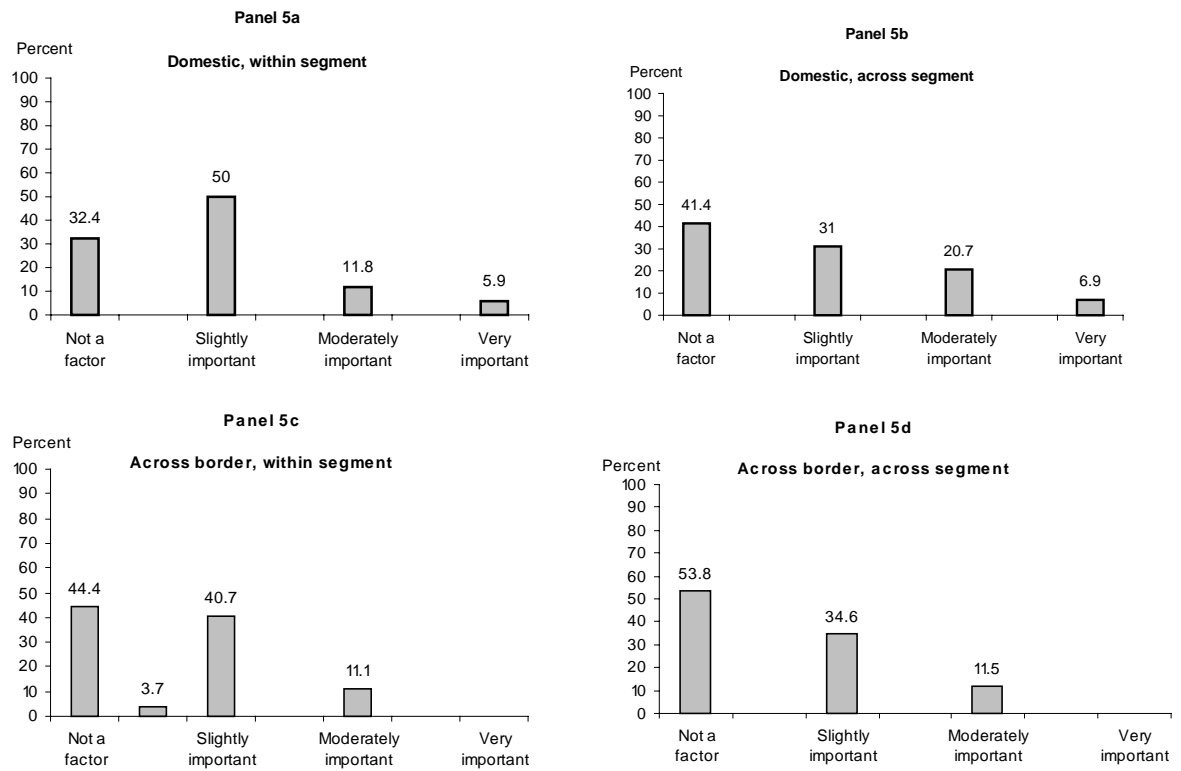 Panel 5a
Percent
Domestic, within segment
100
90
80
70
60
50
40
30
20
10
0
32.4
50
11.8
5.9
Not a factor
Slightly important
Moderately important
Very important
Panel 5b
Percent
Domestic, across segment
100
90
80
70
60
50
40
30
20
10
0
41.4
31
20.7
6.9
Not a factor
Slightly important
Moderately important
Very important
Panel 5c
Percent
Across border, within segment
100
90
80
70
60
50
40
30
20
10
0
44.4
3.7
40.7
11.1
Not a factor
Slightly important
Moderately important
Very important
Panel 5d
Percent
Across border, across segment
100
90
80
70
60
50
40
30
20
10
0
53.8
34.6
11.5
Not a factor
Slightly important
Moderately important
Very important